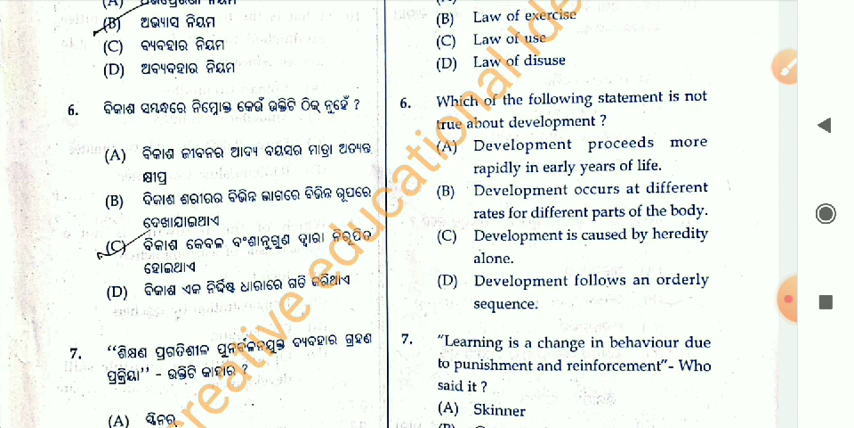 (B) ଅଭ୍ୟାସ ନିୟମ
(C) ବ୍ୟବହାର ନିୟମ
(D) ଅବ୍ୟବହାର ନିୟମ
6. ବିକାଶ ସମ୍ବନ୍ଧରେ ନିମ୍ନୋକ୍ତ କେଉଁ ଉକ୍ତିଟି ଠିକ୍ ନୁହେଁ ?
(A) ବିକାଶ ଜୀବନର ଆଦ୍ୟ ବୟସର ମାତ୍ରା ଅତ୍ୟନ୍ତ
କ୍ଷୀପ୍ର
(B) ବିକାଶ ଶରୀରର ବିଭିନ୍ନ ଭାଗରେ ବିଭିନ୍ନ ରୂପରେ
ଦେଖାଯାଇଥାଏ
(C) ବିକାଶ କେବଳ ବଂଶାନୁଗୁଣ ଦ୍ୱାରା ନିରୂପିତ
ହୋଇଥାଏ
(D) ବିକାଶ ଏକ ନିର୍ଦ୍ଦିଷ୍ଟ ଧାରାରେ ଗତି କରିଥାଏ
7. “ଶିକ୍ଷଣ ପ୍ରଗତିଶୀଳ ପୁନର୍ବଳନଯୁକ୍ତ ବ୍ୟବହାର ଗ୍ରହଣ
ପ୍ରକ୍ରିୟା” – ଉକ୍ତିଟି କାହାର ?
(A) ସ୍କିନର
(B) Law of exercise
(C) Law of use
(D) Law of disuse
6. Which of the following statement is not
true about development ?
(A) Development proceeds more
rapidly in early years of life.
(B) Development occurs at different
rates for different parts of the body.
(C) Development is caused by heredity
alone.
(D) Development follows an orderly
sequence.
7. “Learning is a change in behaviour due
to punishment and reinforcement”- Who
said it ?
(A) Skinner
creative educational